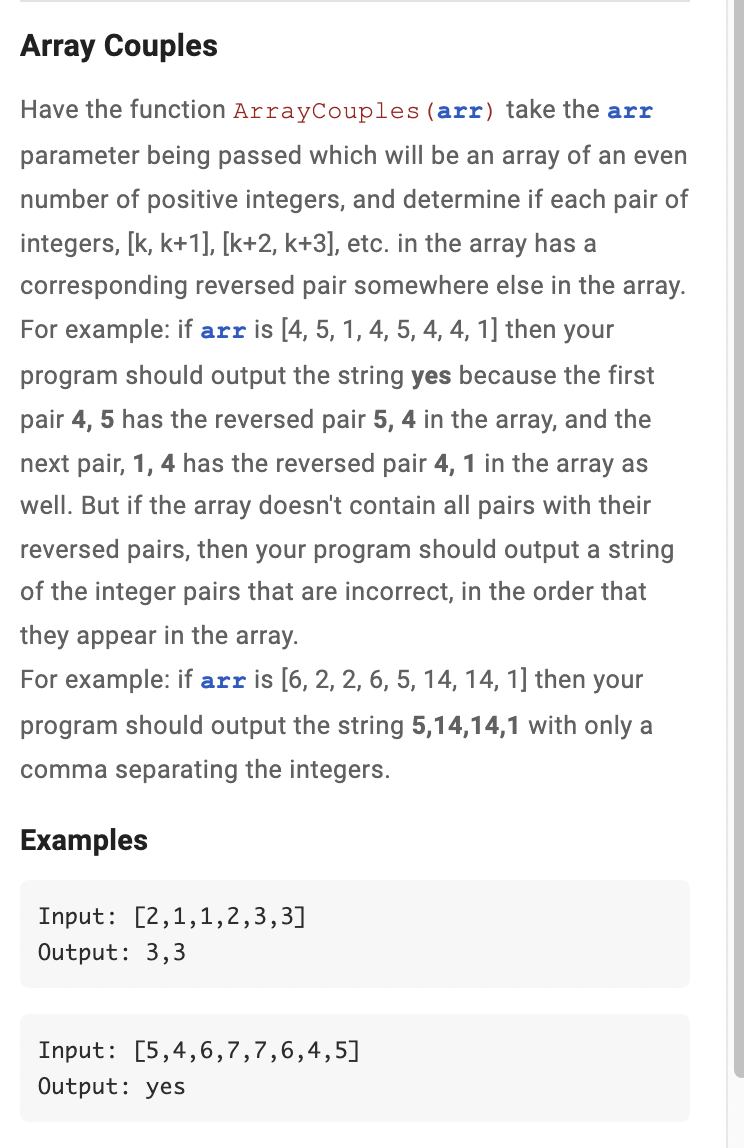 Array Couples
Have the function ArrayCouples(arr) take the arr
parameter being passed which will be an array of an even
number of positive integers, and determine if each pair of
integers, [k, k+1], [k+2, k+3], etc. in the array has a
corresponding reversed pair somewhere else in the array.
For example: if arr is [4, 5, 1, 4, 5, 4, 4, 1] then your
program should output the string yes because the first
pair 4, 5 has the reversed pair 5, 4 in the array, and the
next pair, 1, 4 has the reversed pair 4, 1 in the array as
well. But if the array doesn't contain all pairs with their
reversed pairs, then your program should output a string
of the integer pairs that are incorrect, in the order that
they appear in the array.
For example: if arr is [6, 2, 2, 6, 5, 14, 14, 1] then your
program should output the string 5,14,14,1 with only a
comma separating the integers.
Examples
Input: [2,1,1,2,3,3]
Output: 3,3
Input: [5,4,6,7,7,6,4,5]
Output: yes